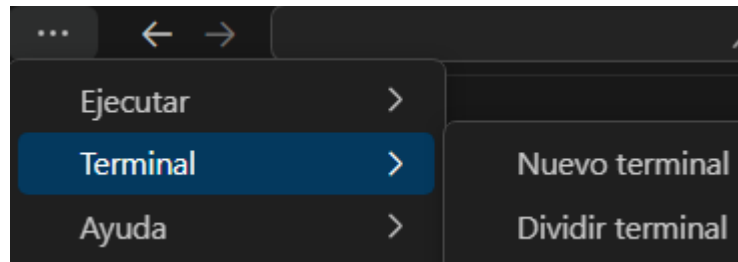 Ejecutar
Terminal
Nuevo terminal
Ayuda
Dividir terminal